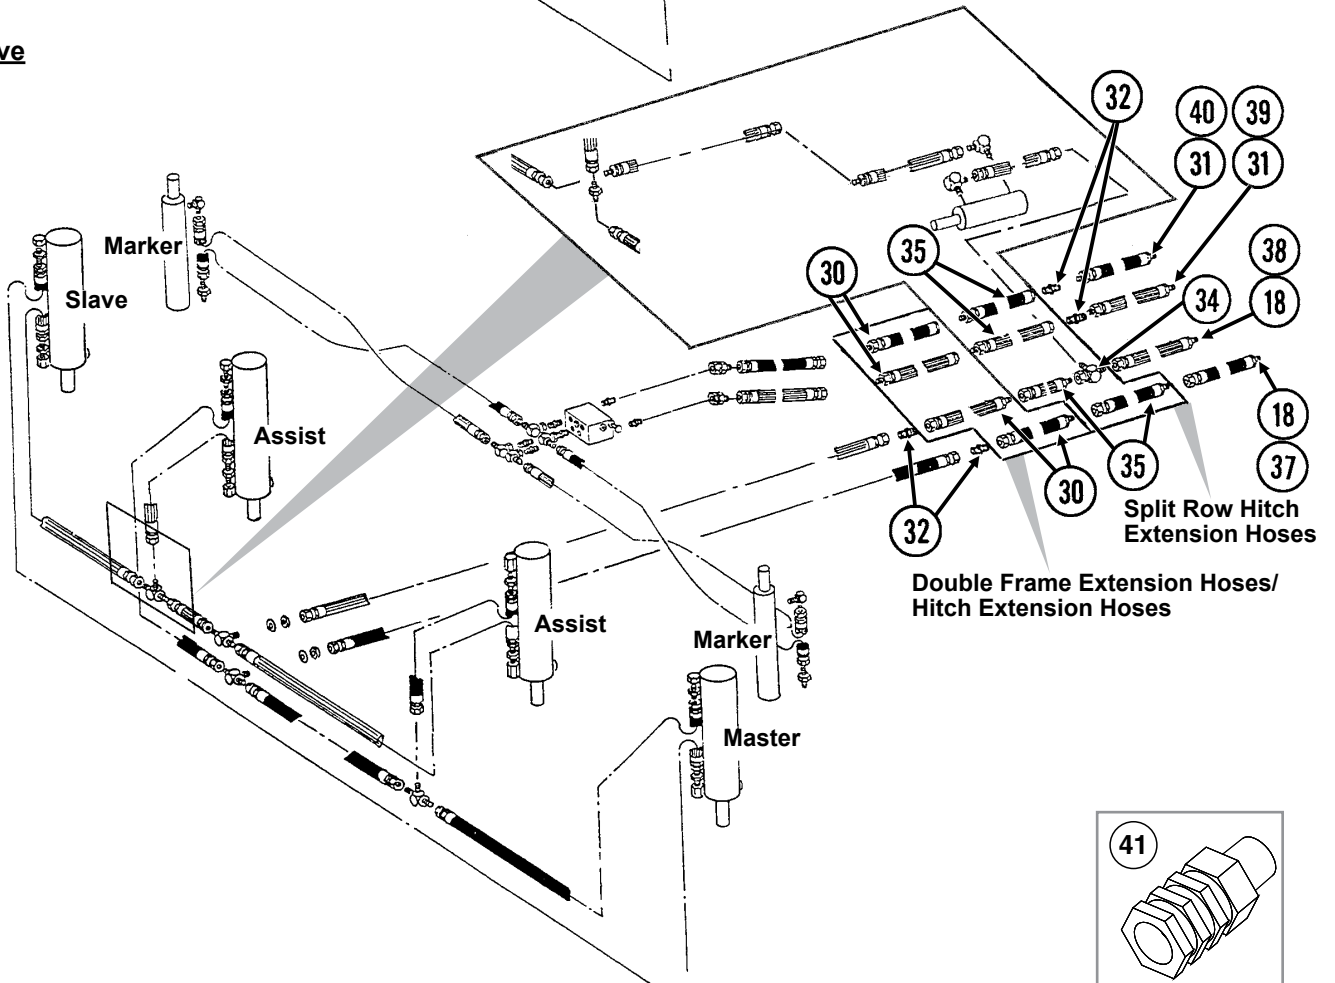 ve
32
40
39
31
31
Marker
35
38
Slave
30
34
18
Assist
18
35
37
30
Split Row Hitch
Extension Hoses
32
Double Frame Extension Hoses/
Hitch Extension Hoses
Assist
Marker
Master
41